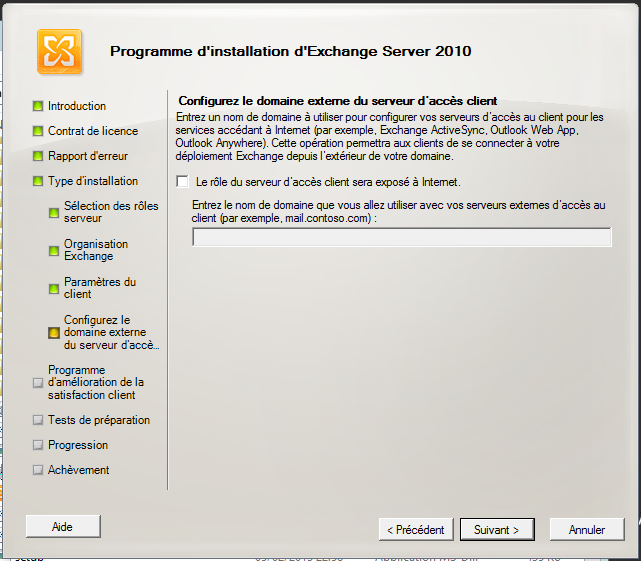 Programme d'installation d'Exchange Server 2010
Introduction
Contrat de licence
Rapport d'erreur
Type d'installation
Sélection des rôles
serveur
Organisation
Exchange
Paramètres du
client
Configurez le
domaine externe
du serveur d'accè...
Programme
d'amélioration de la
satisfaction client
Tests de préparation
Progression
Achèvement
Configurez le domaine externe du serveur d'accès client
Entrez un nom de domaine à utiliser pour configurer vos serveurs d'accès au client pour les
services accédant à Internet (par exemple, Exchange ActiveSync, Outlook Web App,
Outlook Anywhere). Cette opération permettra aux clients de se connecter à votre
déploiement Exchange depuis l'extérieur de votre domaine.
Le rôle du serveur d'accès client sera exposé à Internet.
Entrez le nom de domaine que vous allez utiliser avec vos serveurs externes d'accès au
client (par exemple, mail.contoso.com) :
Aide
< Précédent
Suivant >
Annuler